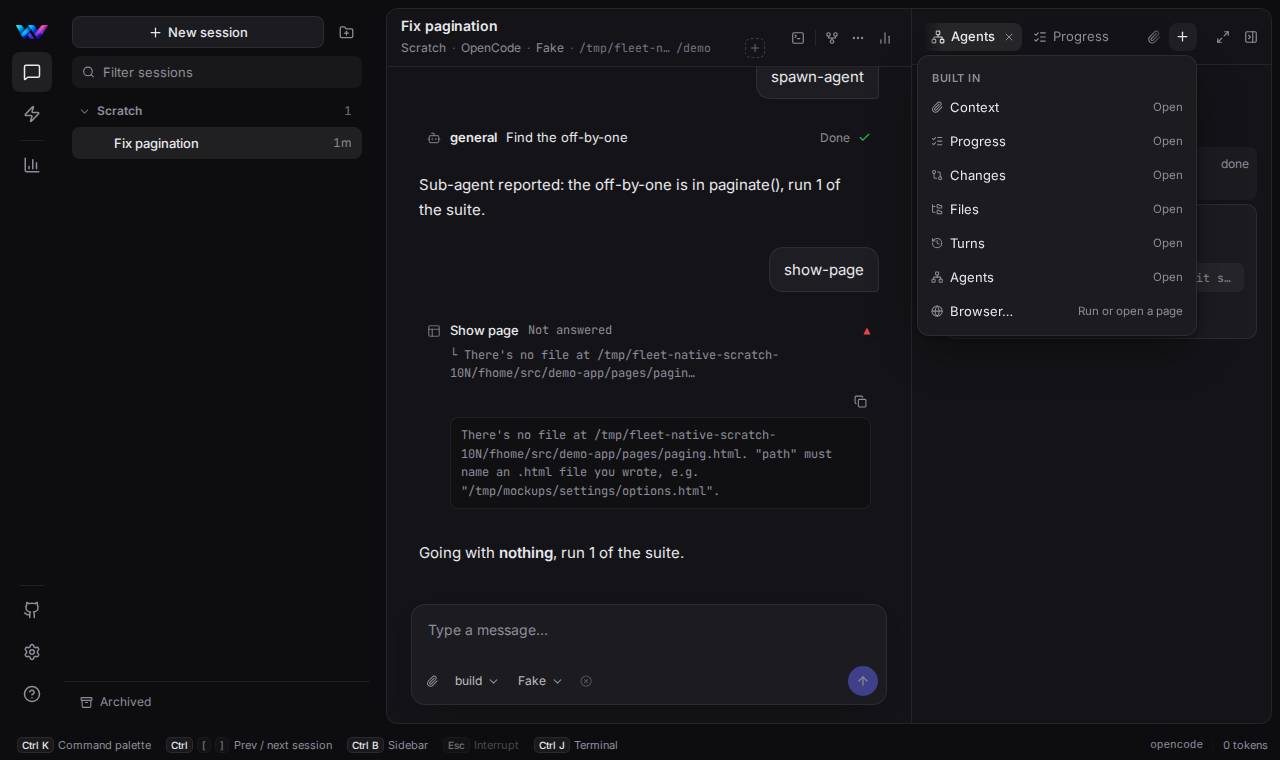 New session
Filter sessions
Scratch 1
Fix pagination 1m
Archived
Fix pagination
Scratch · OpenCode · Fake · /tmp/fleet-n… /demo
spawn-agent
general Find the off-by-one Done
Sub-agent reported: the off-by-one is in paginate(), run 1 of
the suite.
show-page
Show page Not answered
└ There's no file at /tmp/fleet-native-scratch-
10N/fhome/src/demo-app/pages/pagin…
There's no file at /tmp/fleet-native-scratch-
10N/fhome/src/demo-app/pages/paging.html. "path" must
name an .html file you wrote, e.g.
"/tmp/mockups/settings/options.html".
Going with nothing, run 1 of the suite.
Type a message...
build Fake
Agents Progress
BUILT IN
Context Open
Progress Open
Changes Open
Files Open
Turns Open
Agents Open
Browser... Run or open a page
done
it s…
Ctrl K Command palette Ctrl [ ] Prev / next session Ctrl B Sidebar Esc Interrupt Ctrl J Terminal
opencode 0 tokens